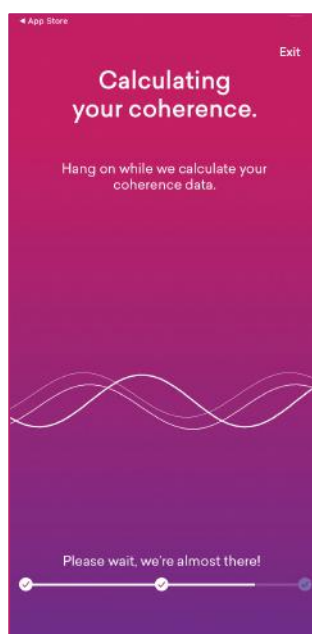 ◀ App Store
Exit
Calculating
your coherence.
Hang on while we calculate your
coherence data.
Please wait, we're almost there!